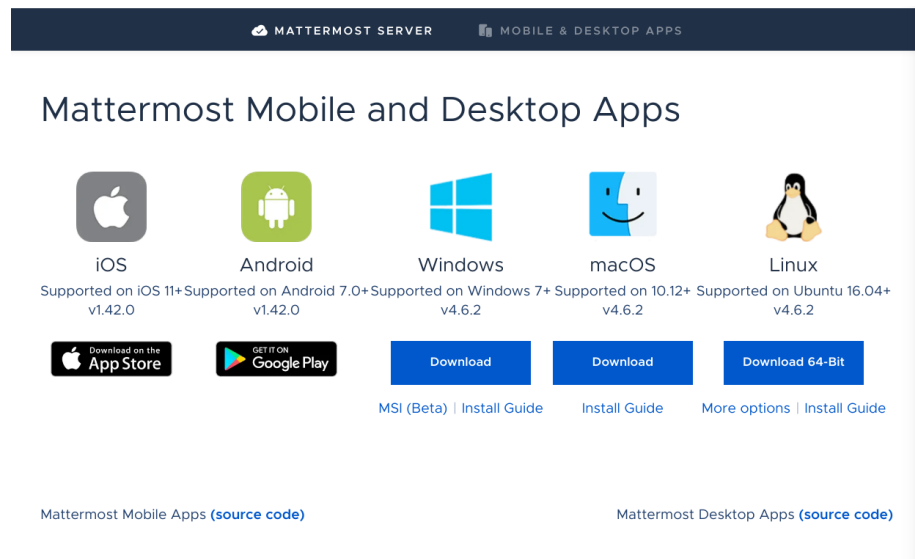 MATTERMOST SERVER
MOBILE & DESKTOP APPS
Mattermost Mobile and Desktop Apps
iOS
Supported on iOS 11+
v1.42.0
Download on the
App Store
Android
Supported on Android 7.0+
v1.42.0
GET IT ON
Google Play
Windows
Supported on Windows 7+
v4.6.2
Download
MSI (Beta) | Install Guide
macOS
Supported on 10.12+
v4.6.2
Download
Install Guide
Linux
Supported on Ubuntu 16.04+
v4.6.2
Download 64-Bit
More options | Install Guide
Mattermost Mobile Apps (source code)
Mattermost Desktop Apps (source code)